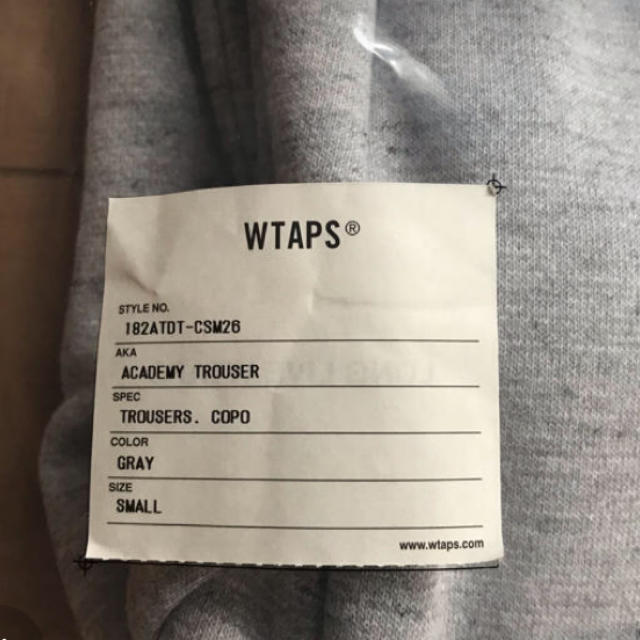 WTAPS®
STYLE NO.
182ATDT-CSM26
AKA
ACADEMY TROUSER
SPEC
TROUSERS. COPO
COLOR
GRAY
SIZE
SMALL
www.wtaps.com